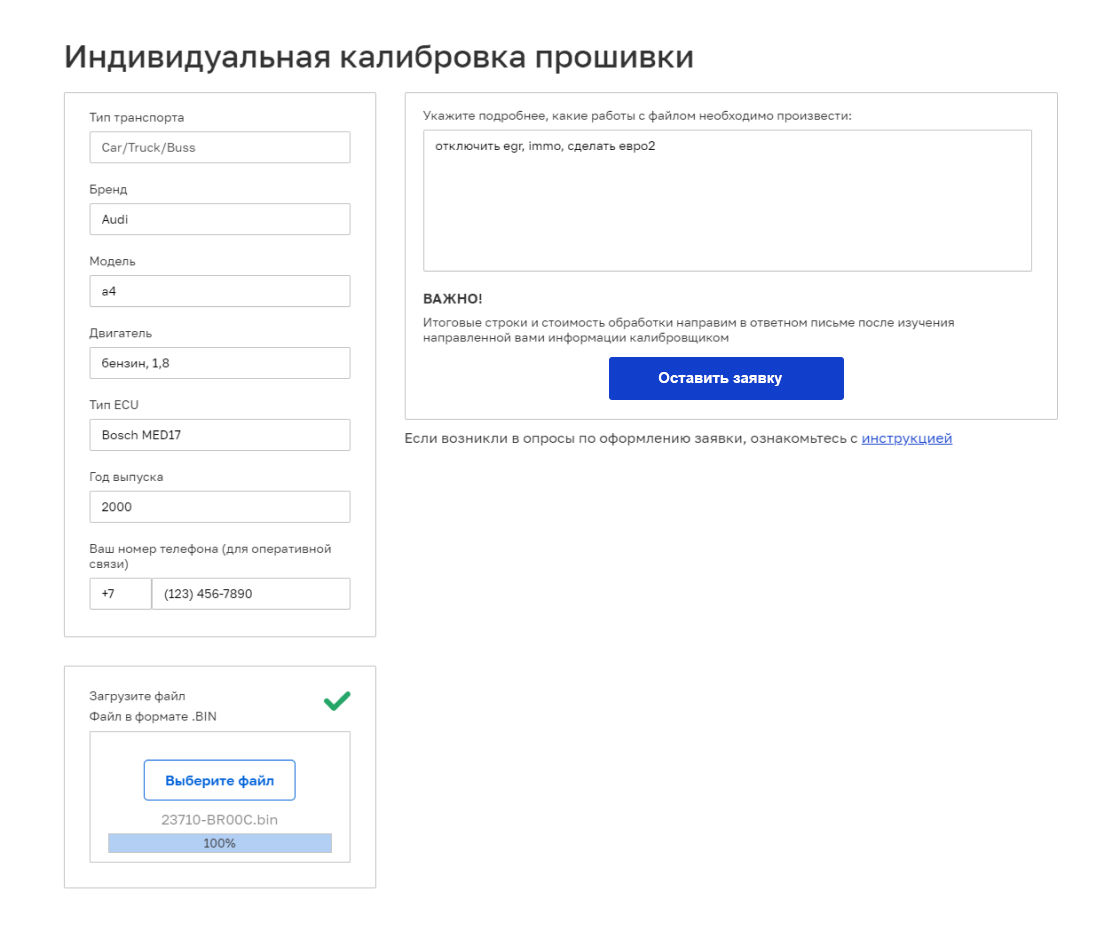 Индивидуальная калибровка прошивки
Тип транспорта
Car/Truck/Buss
Бренд
Audi
Модель
a4
Двигатель
бензин, 1,8
Тип ECU
Bosch MED17
Год выпуска
2000
Ваш номер телефона (для оперативной
связи)
+7 (123) 456-7890
Загрузите файл
Файл в формате .BIN
Выберите файл
23710-BR00C.bin
100%
Укажите подробнее, какие работы с файлом необходимо произвести:
отключить egr, immo, сделать евро2
ВАЖНО!
Итоговые строки и стоимость обработки направим в ответном письме после изучения
направленной вами информации калибровщиком
Оставить заявку
Если возникли в опросы по оформлению заявки, ознакомьтесь с инструкцией